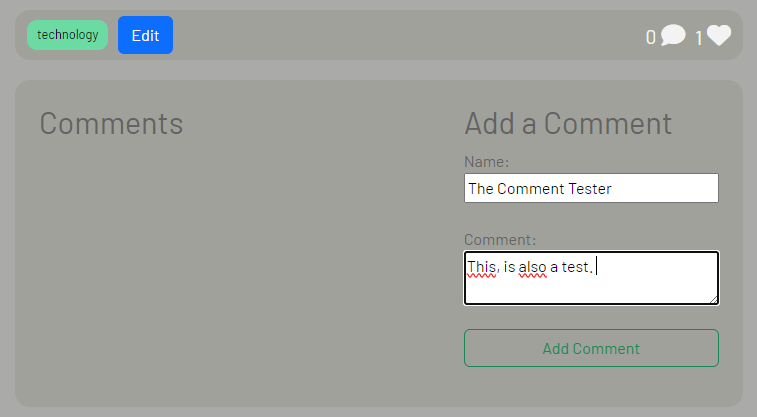 technology
Edit
0
1
Comments
Add a Comment
Name:
The Comment Tester
Comment:
This, is also a test.
Add Comment